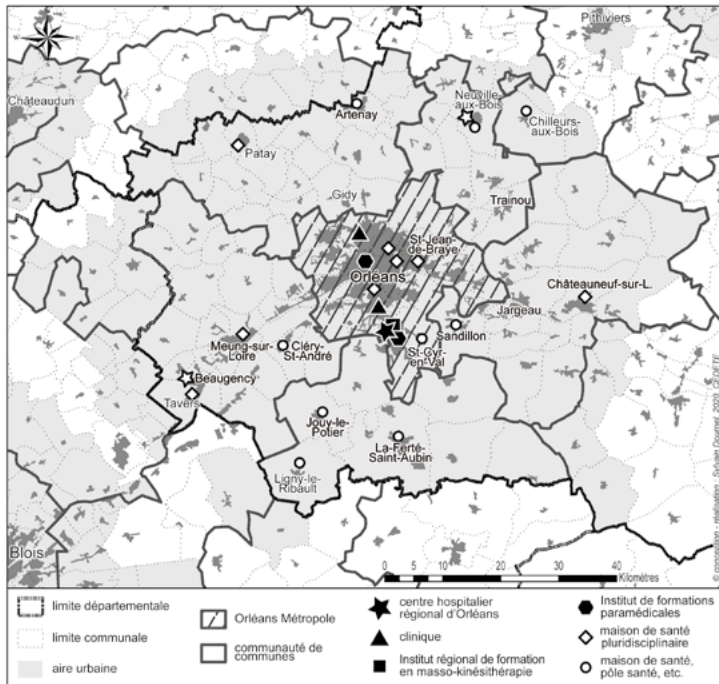 Pithiviers
Châteaudun
Artenay
Neuville-
aux-Bois
Chilleurs-
aux-Bois
Patay
Gidy
Trainou
St-Jean-
de-Braye
Orléans
Châteauneuf-sur-L.
Jargeau
Meung-sur-
Loire
Cléry-
St-André
Sandillon
St-Cyr-
en-Val
Beaugency
Tavers
Jouy-le-
Potier
La-Ferté-
Saint-Aubin
Ligny-le-
Ribault
Blois
0 5 10 20 30 40
Kilomètres
limite départementale
limite communale
aire urbaine
Orléans Métropole
communauté de
communes
centre hospitalier
régional d'Orléans
clinique
Institut régional de formation
en masso-kinésithérapie
Institut de formations
paramédicales
maison de santé
pluridisciplinaire
maison de santé,
pôle santé, etc.